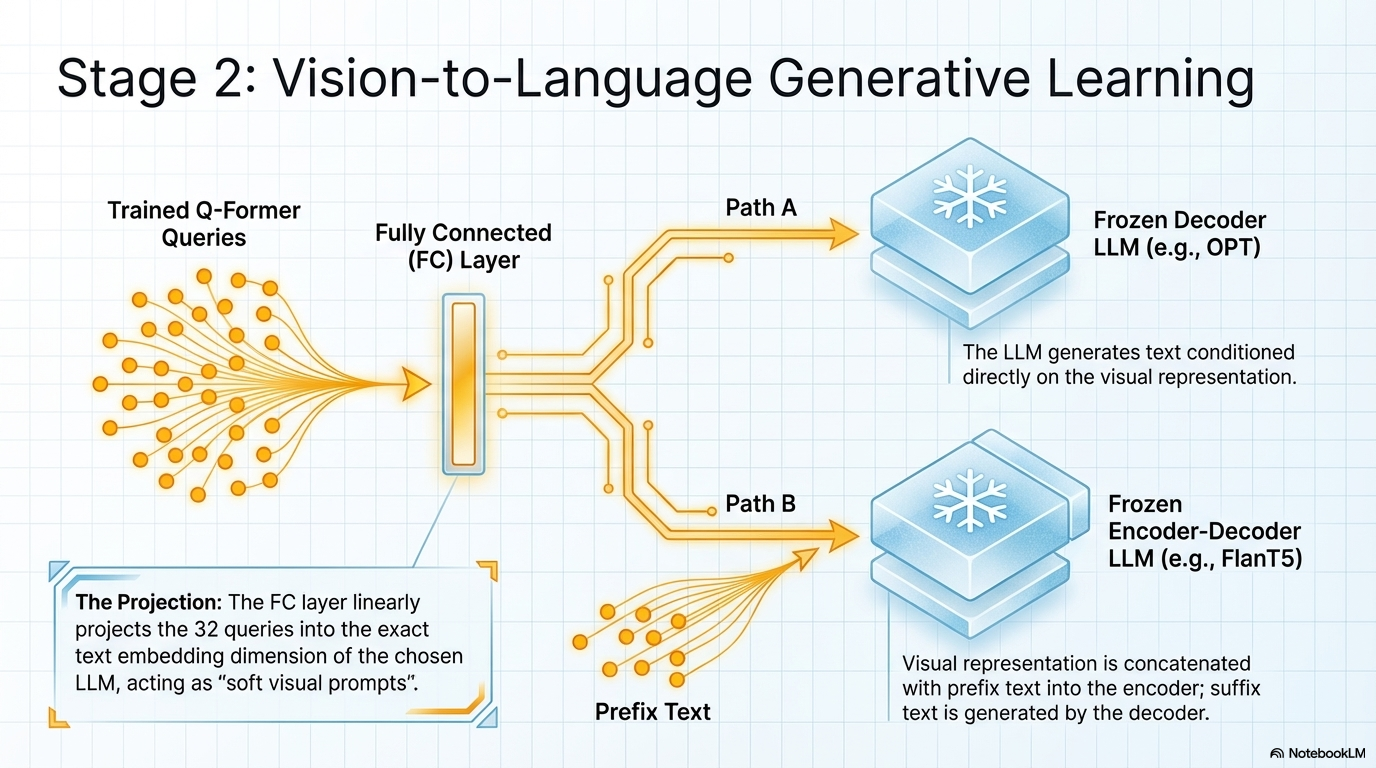 Stage 2: Vision-to-Language Generative Learning
Trained Q-Former
Queries
Fully Connected
(FC) Layer
Path A
Frozen Decoder
LLM (e.g., OPT)
The LLM generates text conditioned
directly on the visual representation.
Path B
Frozen
Encoder-Decoder
LLM (e.g., FlanT5)
The Projection: The FC layer linearly
projects the 32 queries into the exact
text embedding dimension of the chosen
LLM, acting as “soft visual prompts”.
Prefix Text
Visual representation is concatenated
with prefix text into the encoder; suffix
text is generated by the decoder.
NotebookLM